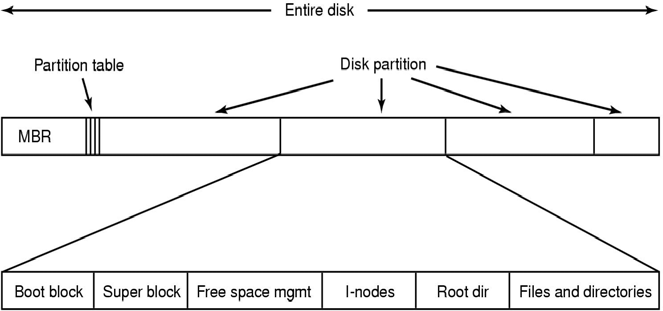 Entire disk
Partition table
Disk partition
MBR
Boot block
Super block
Free space mgmt
I-nodes
Root dir
Files and directories